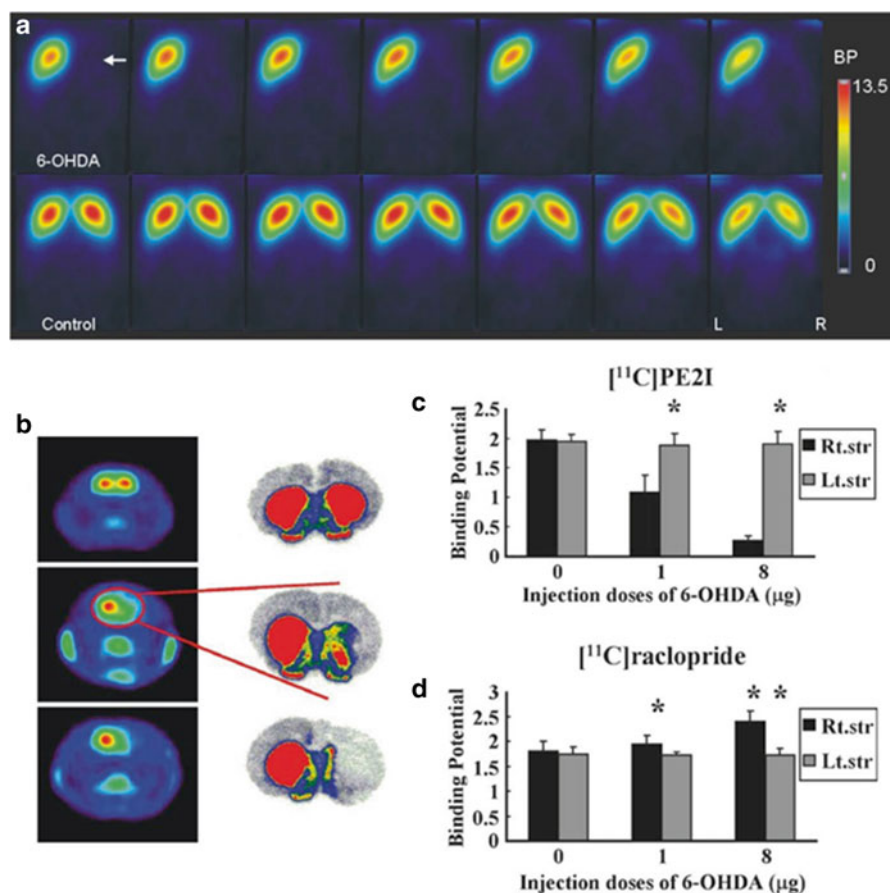 a
BP
13.5
6-OHDA
0
Control
L R
b
c
[¹¹C]PE2I
Binding Potential
2.5
2
1.5
1
0.5
0
* *
Rt.str
Lt.str
0 1 8
Injection doses of 6-OHDA (μg)
d
[¹¹C]raclopride
Binding Potential
3
2.5
2
1.5
1
0.5
0
* * *
Rt.str
Lt.str
0 1 8
Injection doses of 6-OHDA (μg)